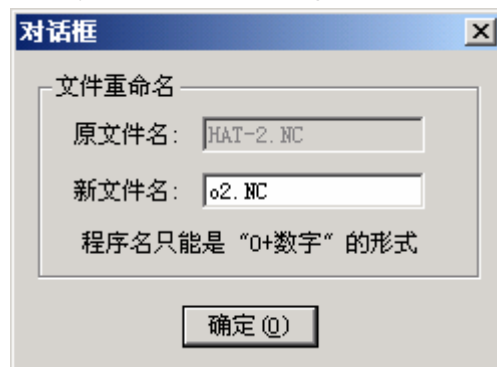 对话框
文件重命名
原文件名: HAT-2.NC
新文件名: o2.NC
程序名只能是“O+数字”的形式
确定(O)